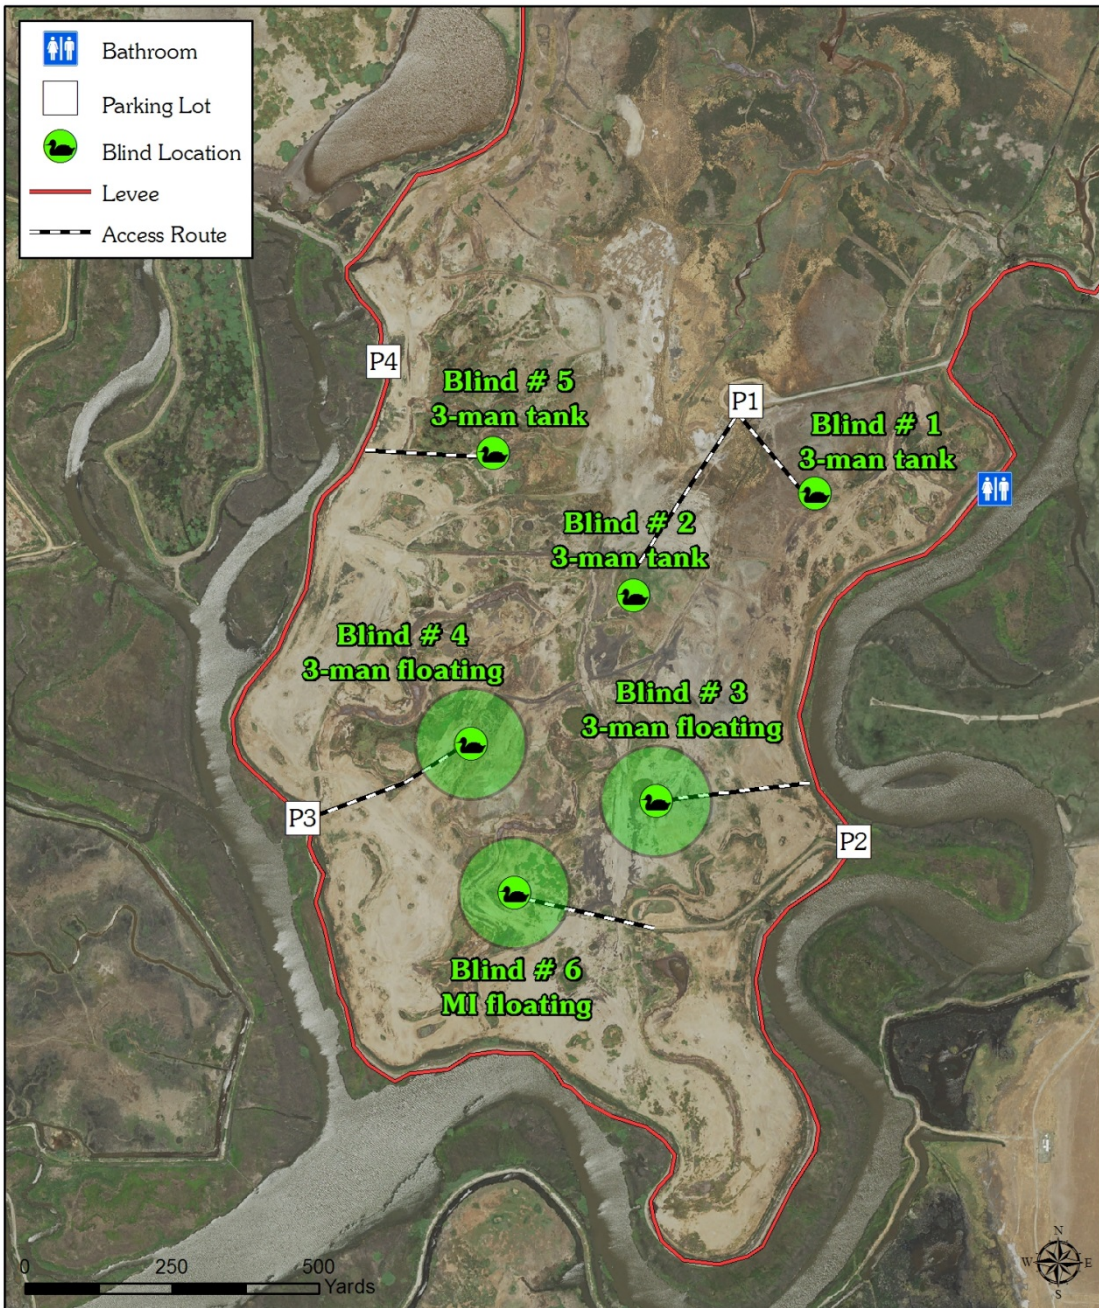 Bathroom
Parking Lot
Blind Location
Levee
Access Route
P4
Blind # 5
3-man tank
P1
Blind # 1
3-man tank
Blind # 2
3-man tank
Blind # 4
3-man floating
Blind # 3
3-man floating
P3
P2
Blind # 6
MI floating
0 250 500
Yards
N
W E
S